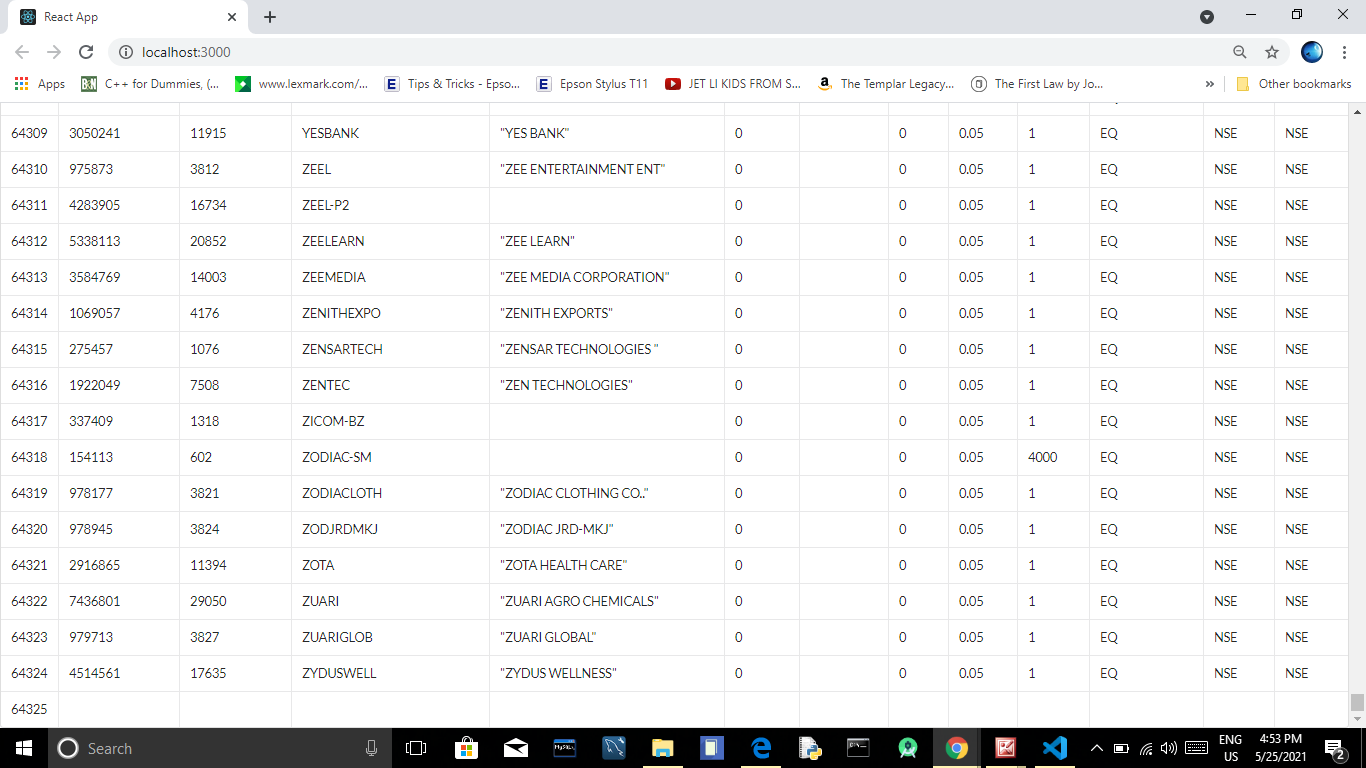 React App
localhost:3000
Apps C++ for Dummies, (... www.lexmark.com/... Tips & Tricks - Epso... Epson Stylus T11 JET LI KIDS FROM S... The Templar Legacy... The First Law by Jo... » Other bookmarks
64309 3050241 11915 YESBANK "YES BANK" 0 0 0.05 1 EQ NSE NSE
64310 975873 3812 ZEEL "ZEE ENTERTAINMENT ENT" 0 0 0.05 1 EQ NSE NSE
64311 4283905 16734 ZEEL-P2 0 0 0.05 1 EQ NSE NSE
64312 5338113 20852 ZEELEARN "ZEE LEARN" 0 0 0.05 1 EQ NSE NSE
64313 3584769 14003 ZEEMEDIA "ZEE MEDIA CORPORATION" 0 0 0.05 1 EQ NSE NSE
64314 1069057 4176 ZENITHEXPO "ZENITH EXPORTS" 0 0 0.05 1 EQ NSE NSE
64315 275457 1076 ZENSARTECH "ZENSAR TECHNOLOGIES " 0 0 0.05 1 EQ NSE NSE
64316 1922049 7508 ZENTEC "ZEN TECHNOLOGIES" 0 0 0.05 1 EQ NSE NSE
64317 337409 1318 ZICOM-BZ 0 0 0.05 1 EQ NSE NSE
64318 154113 602 ZODIAC-SM 0 0 0.05 4000 EQ NSE NSE
64319 978177 3821 ZODIACLOTH "ZODIAC CLOTHING CO.." 0 0 0.05 1 EQ NSE NSE
64320 978945 3824 ZODJRDMKJ "ZODIAC JRD-MKJ" 0 0 0.05 1 EQ NSE NSE
64321 2916865 11394 ZOTA "ZOTA HEALTH CARE" 0 0 0.05 1 EQ NSE NSE
64322 7436801 29050 ZUARI "ZUARI AGRO CHEMICALS" 0 0 0.05 1 EQ NSE NSE
64323 979713 3827 ZUARIGLOB "ZUARI GLOBAL" 0 0 0.05 1 EQ NSE NSE
64324 4514561 17635 ZYDUSWELL "ZYDUS WELLNESS" 0 0 0.05 1 EQ NSE NSE
64325
Search
ENG 4:53 PM
US 5/25/2021 2